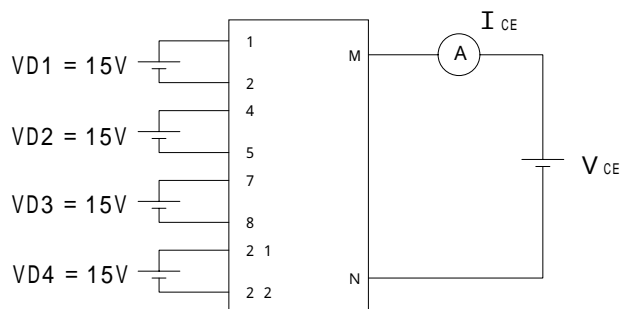 I CE
1
M
A
VD1 = 15V
2
4
VD2 = 15V
5
7
V CE
VD3 = 15V
8
2 1
VD4 = 15V
N
2 2